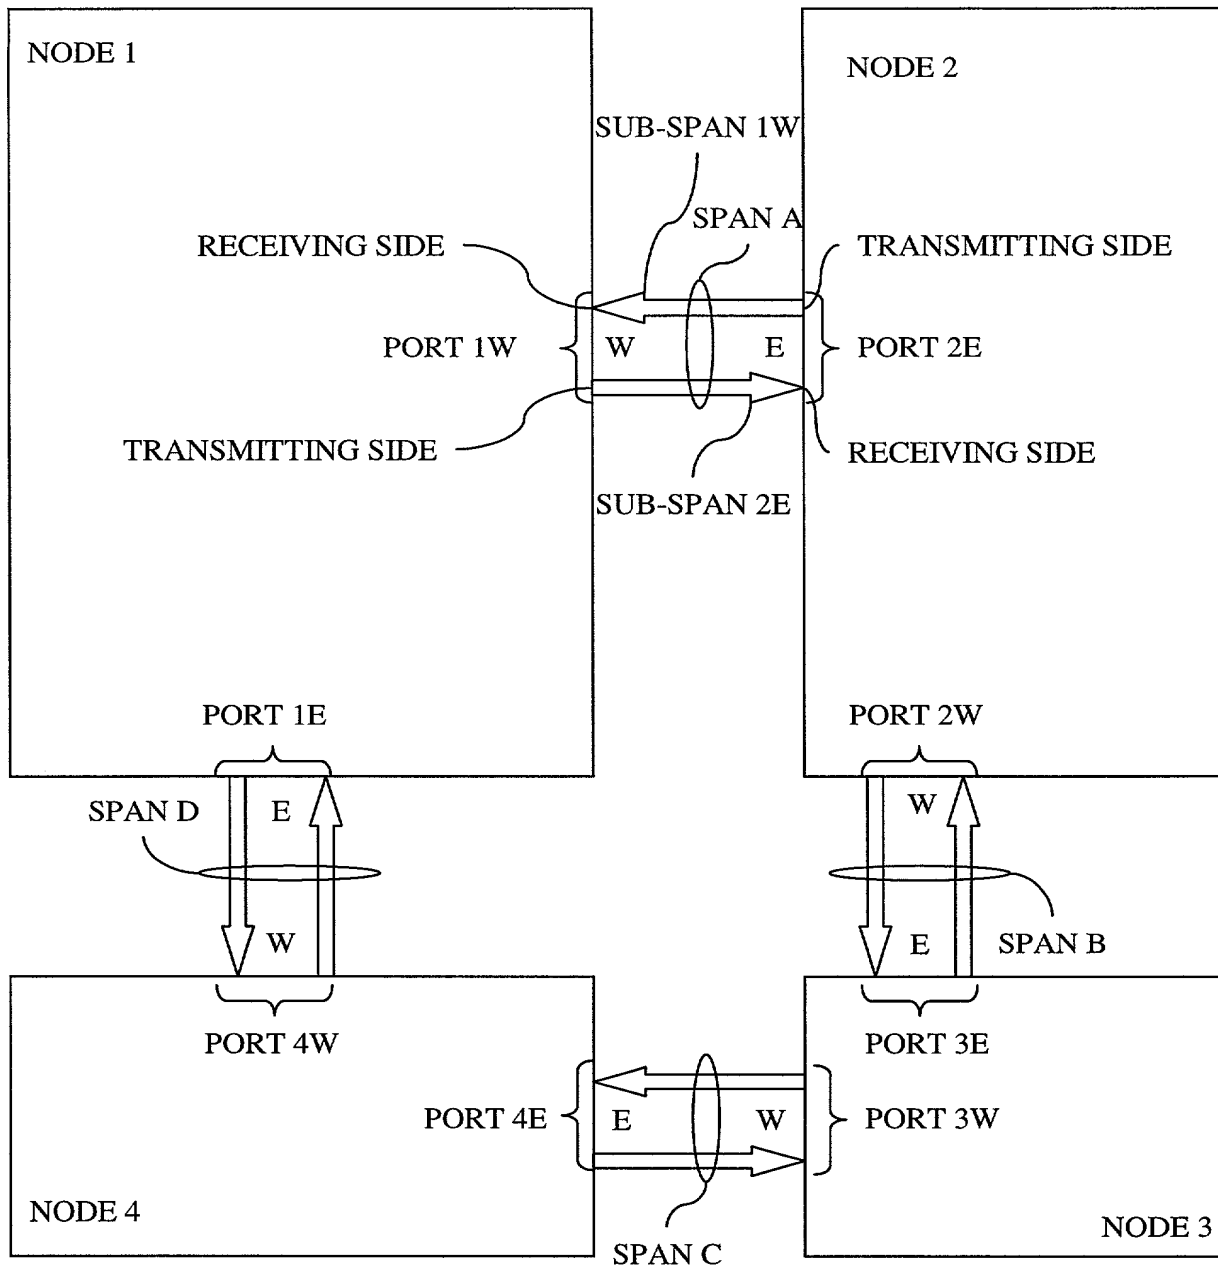 NODE 1
NODE 2
SUB-SPAN 1W
SPAN A
RECEIVING SIDE
TRANSMITTING SIDE
PORT 1W
W
E
PORT 2E
TRANSMITTING SIDE
RECEIVING SIDE
SUB-SPAN 2E
PORT 1E
PORT 2W
SPAN D
E
W
W
E
SPAN B
PORT 4W
PORT 3E
PORT 4E
E
W
PORT 3W
NODE 4
NODE 3
SPAN C